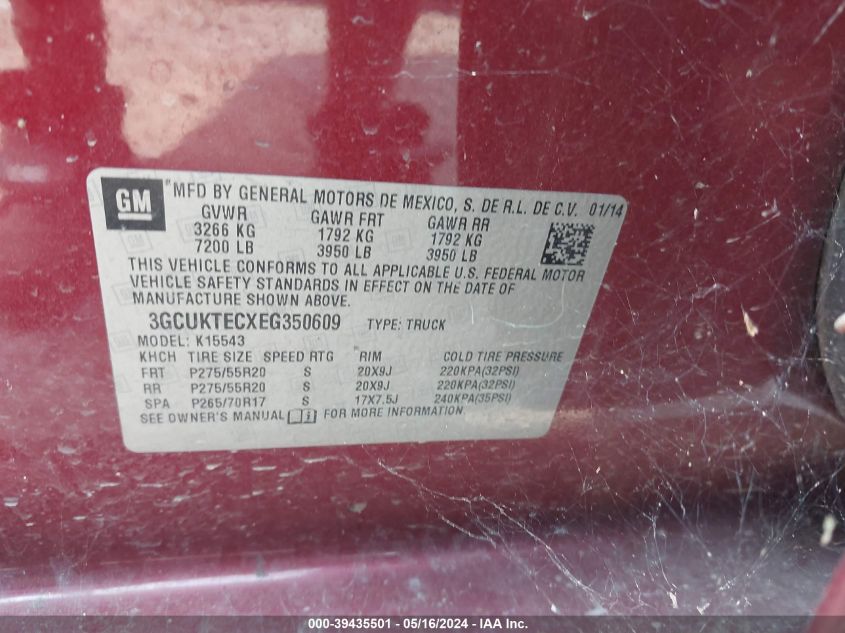 GM
MFD BY GENERAL MOTORS DE MEXICO, S. DE R.L. DE C.V. 01/14
GVWR GAWR FRT GAWR RR
3266 KG 1792 KG 1792 KG
7200 LB 3950 LB 3950 LB
THIS VEHICLE CONFORMS TO ALL APPLICABLE U.S. FEDERAL MOTOR
VEHICLE SAFETY STANDARDS IN EFFECT ON THE DATE OF
MANUFACTURE SHOWN ABOVE.
3GCUKTECXEG350609 TYPE: TRUCK
MODEL: K15543
KHCH TIRE SIZE SPEED RTG RIM COLD TIRE PRESSURE
FRT P275/55R20 S 20X9J 220KPA(32PSI)
RR P275/55R20 S 20X9J 220KPA(32PSI)
SPA P265/70R17 S 17X7.5J 240KPA(35PSI)
SEE OWNER'S MANUAL FOR MORE INFORMATION.
000-39435501 - 05/16/2024 - IAA Inc.